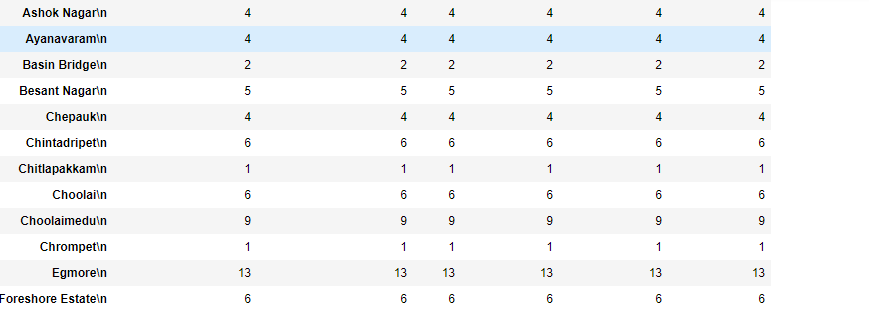 Ashok Nagar\n 4 4 4 4 4 4
Ayanavaram\n 4 4 4 4 4 4
Basin Bridge\n 2 2 2 2 2 2
Besant Nagar\n 5 5 5 5 5 5
Chepauk\n 4 4 4 4 4 4
Chintadripet\n 6 6 6 6 6 6
Chitlapakkam\n 1 1 1 1 1 1
Choolai\n 6 6 6 6 6 6
Choolaimedu\n 9 9 9 9 9 9
Chrompet\n 1 1 1 1 1 1
Egmore\n 13 13 13 13 13 13
Foreshore Estate\n 6 6 6 6 6 6